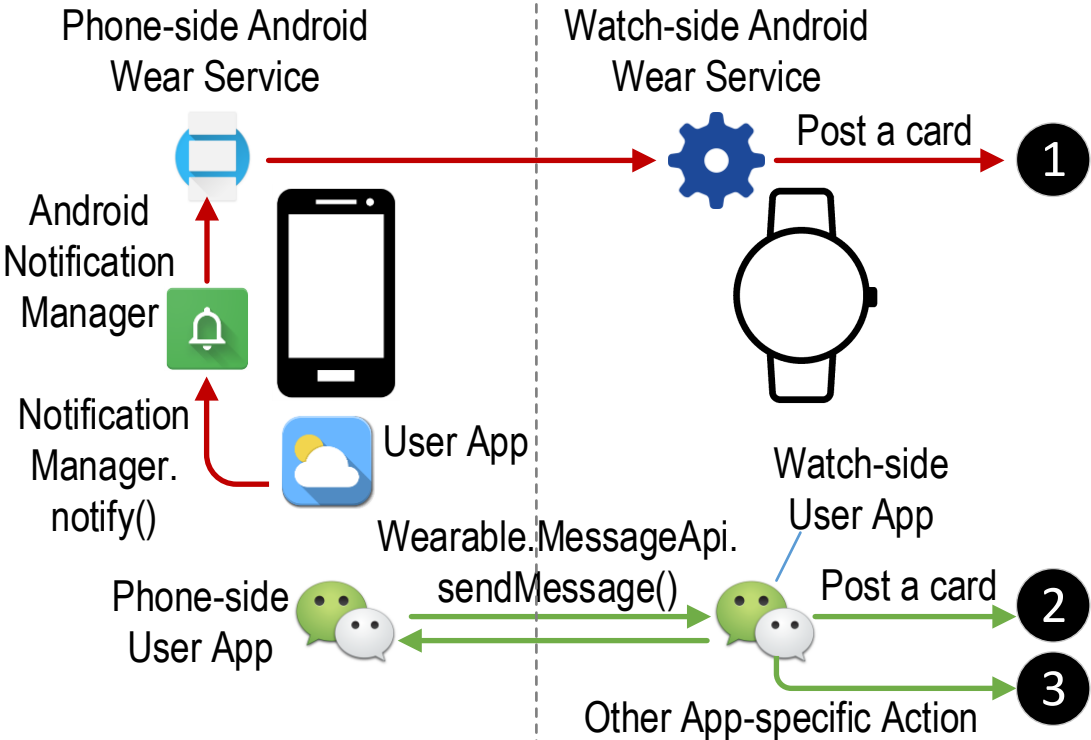 Phone-side Android
Wear Service
Watch-side Android
Wear Service
Post a card
1
Android
Notification
Manager
Notification
Manager.
notify()
User App
Watch-side
User App
Wearable.MessageApi.
sendMessage()
Phone-side
User App
Post a card
2
3
Other App-specific Action